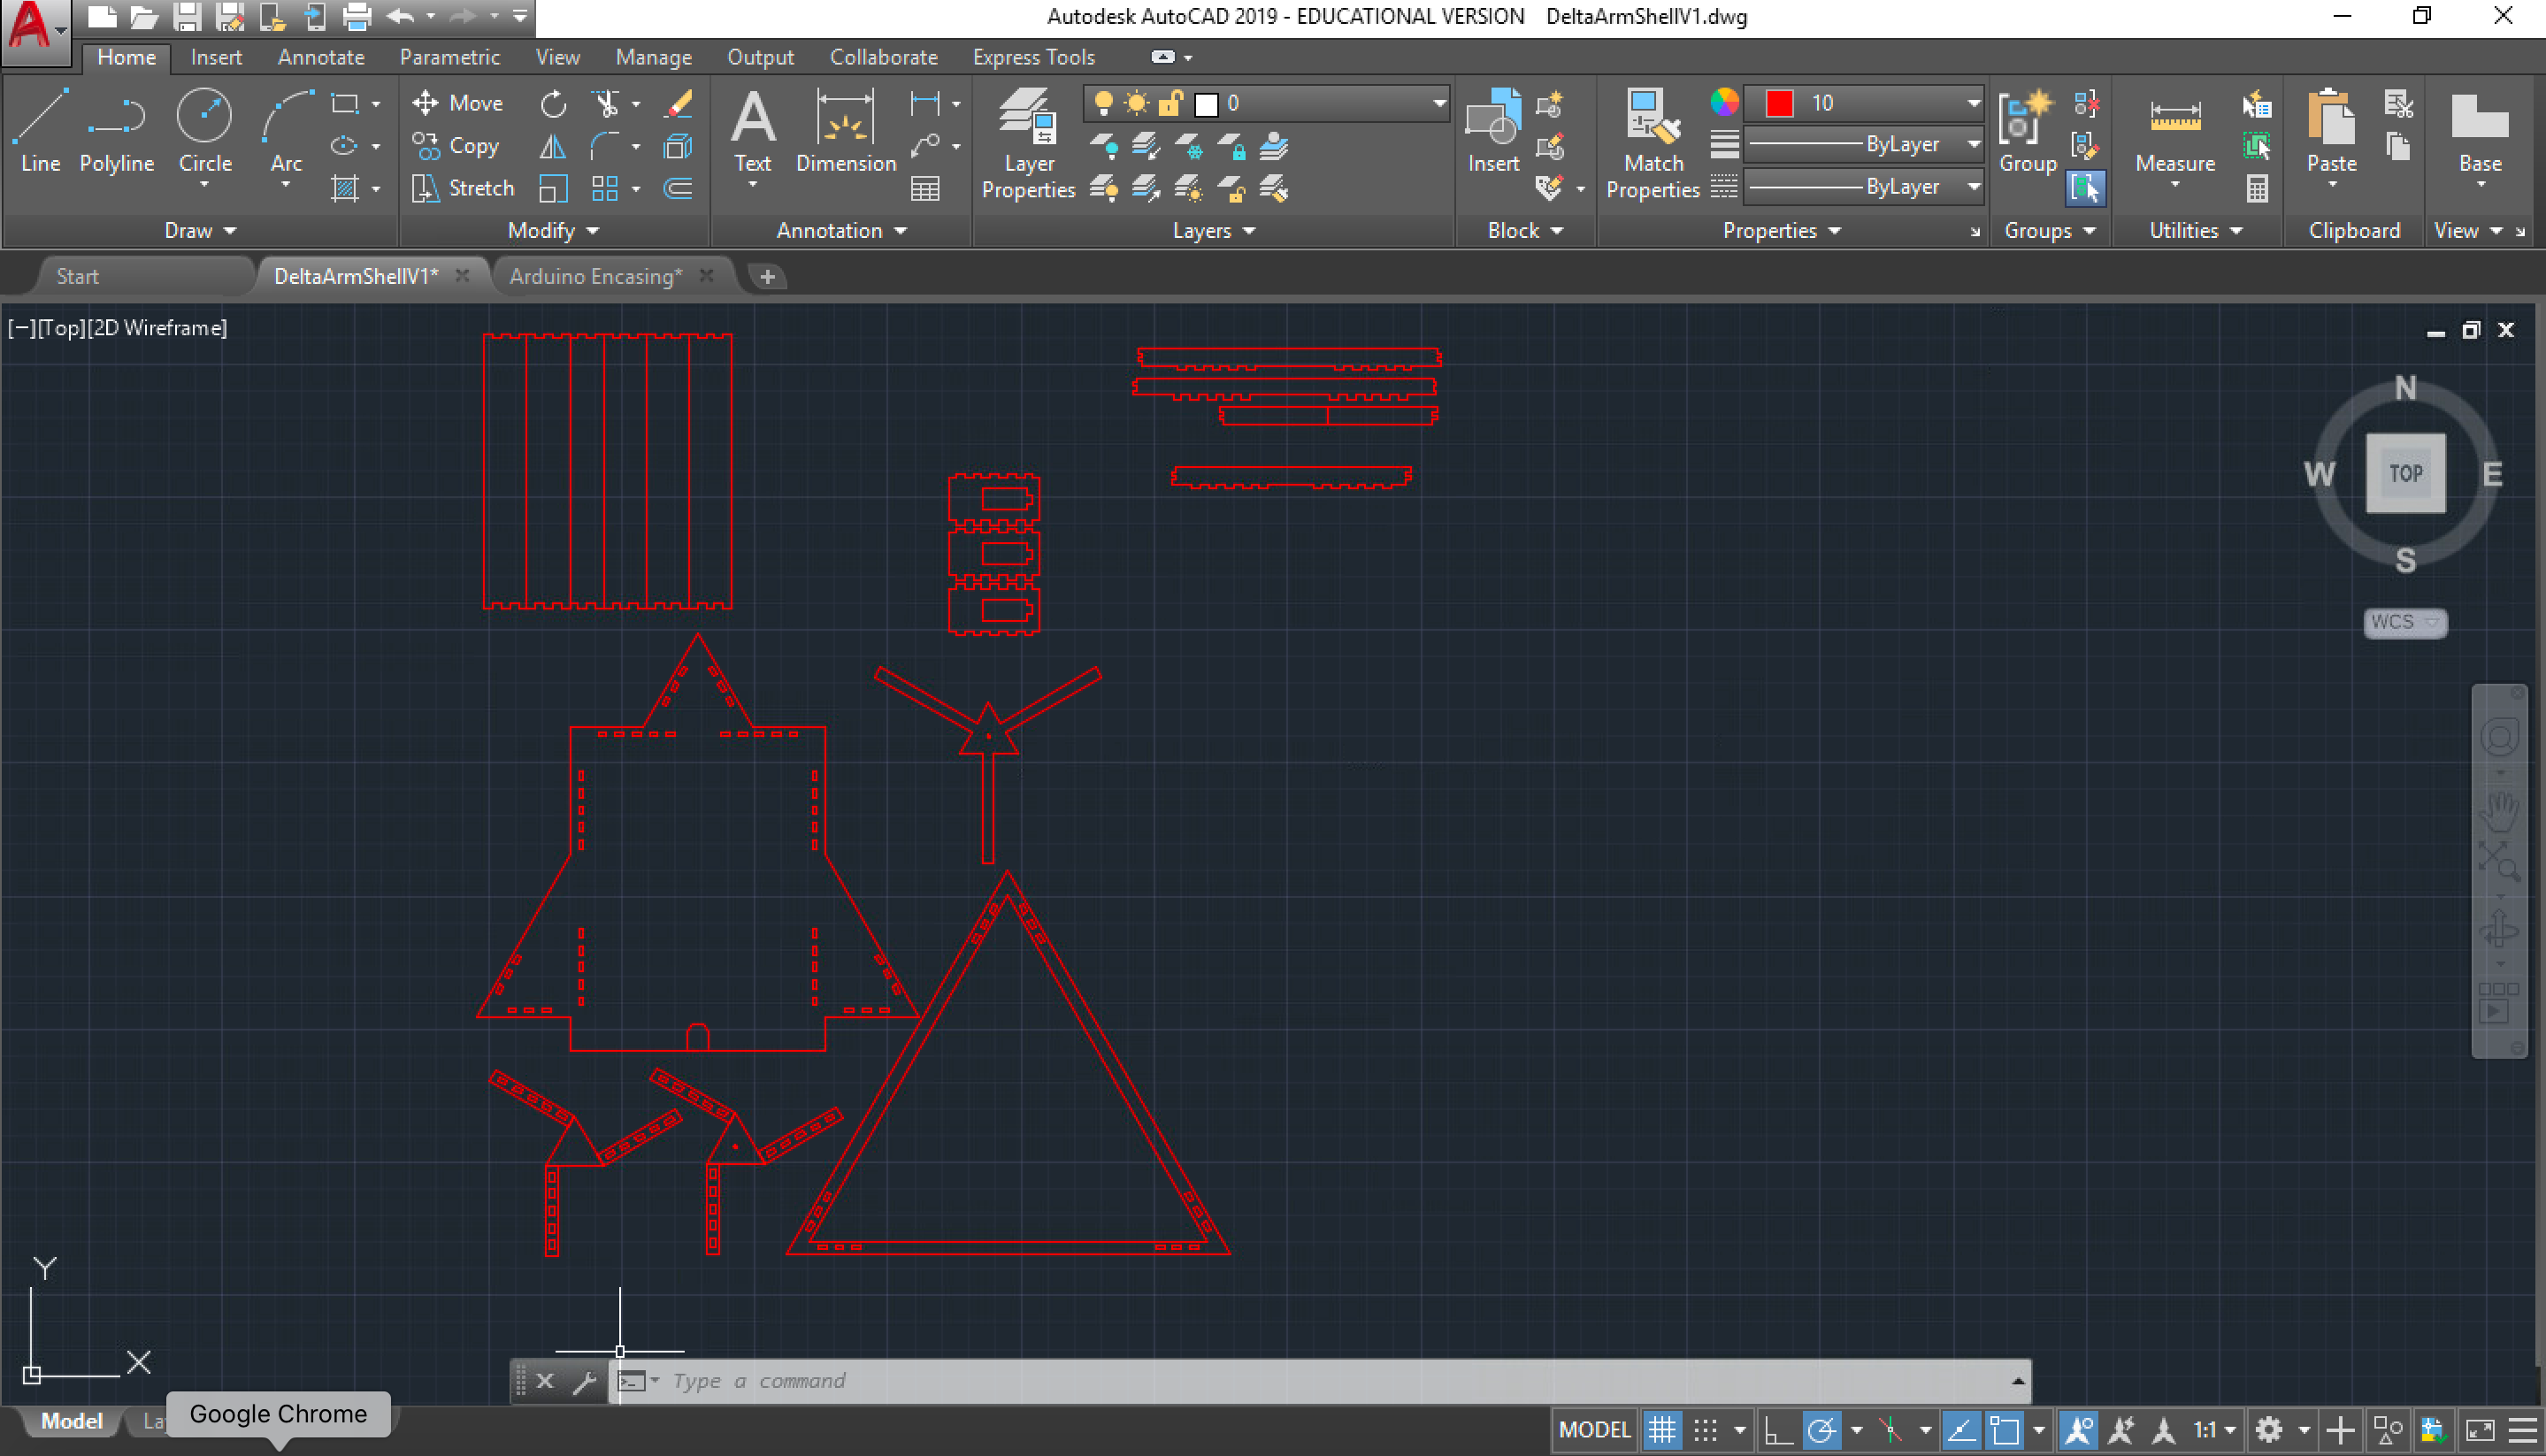 Autodesk AutoCAD 2019 - EDUCATIONAL VERSION DeltaArmShellV1.dwg
Home Insert Annotate Parametric View Manage Output Collaborate Express Tools
Line Polyline Circle Arc
Move
Copy
Stretch
Text Dimension
Layer Properties
0
Insert
Match Properties
10
ByLayer
ByLayer
Group
Measure
Paste
Base
Draw Modify Annotation Layers Block Properties Groups Utilities Clipboard View
Start DeltaArmShellV1* Arduino Encasing*
[−][Top][2D Wireframe]
N
W TOP E
S
WCS
Y
X
Type a command
Model La
Google Chrome
MODEL 1:1